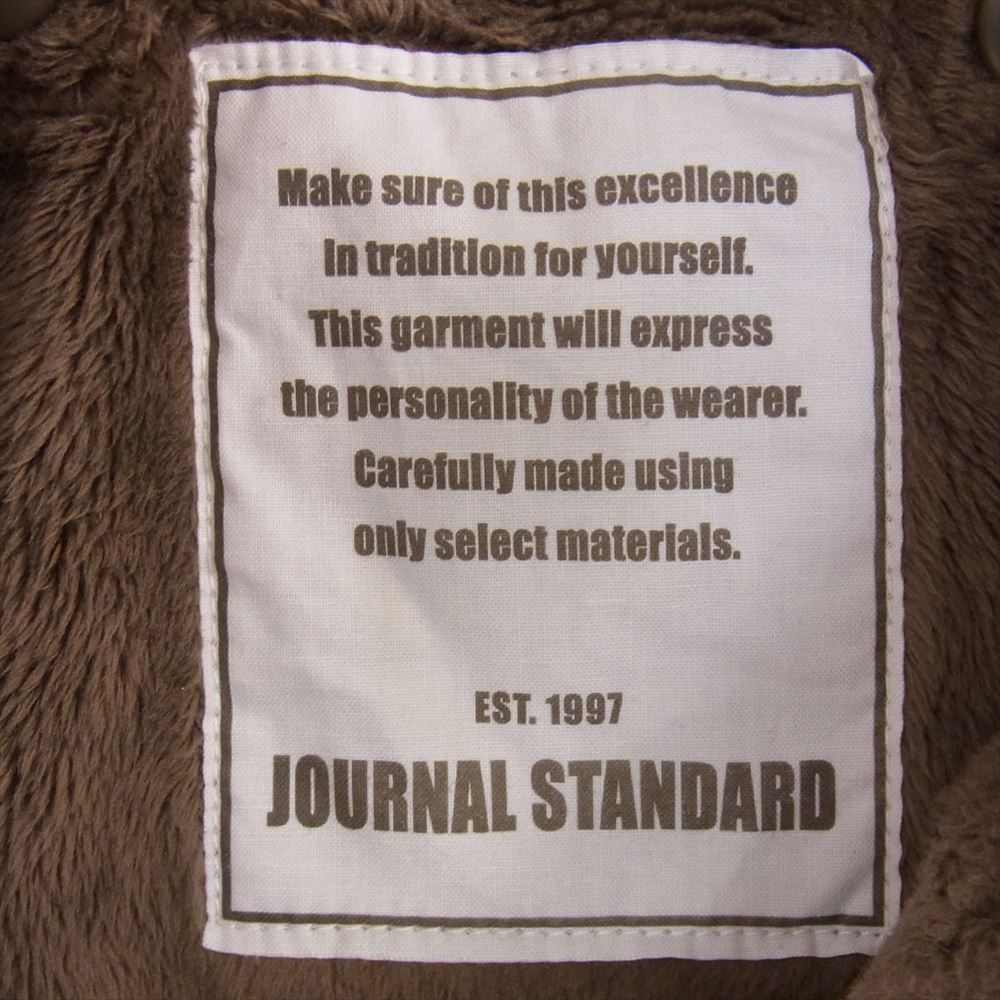 Make sure of this excellence
in tradition for yourself.
This garment will express
the personality of the wearer.
Carefully made using
only select materials.
EST. 1997
JOURNAL STANDARD